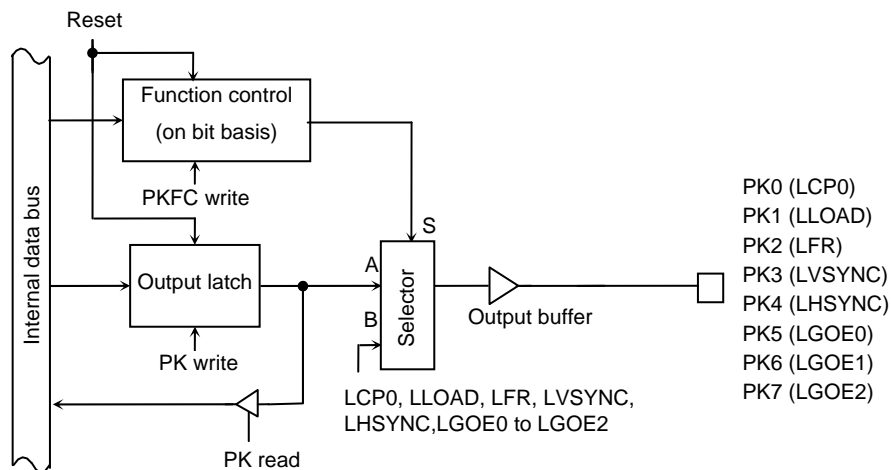 Reset
Internal data bus
Function control
(on bit basis)
PKFC write
S
Output latch
A
B
Selector
Output buffer
PK write
LCP0, LLOAD, LFR, LVSYNC,
LHSYNC,LGOE0 to LGOE2
PK read
PK0 (LCP0)
PK1 (LLOAD)
PK2 (LFR)
PK3 (LVSYNC)
PK4 (LHSYNC)
PK5 (LGOE0)
PK6 (LGOE1)
PK7 (LGOE2)